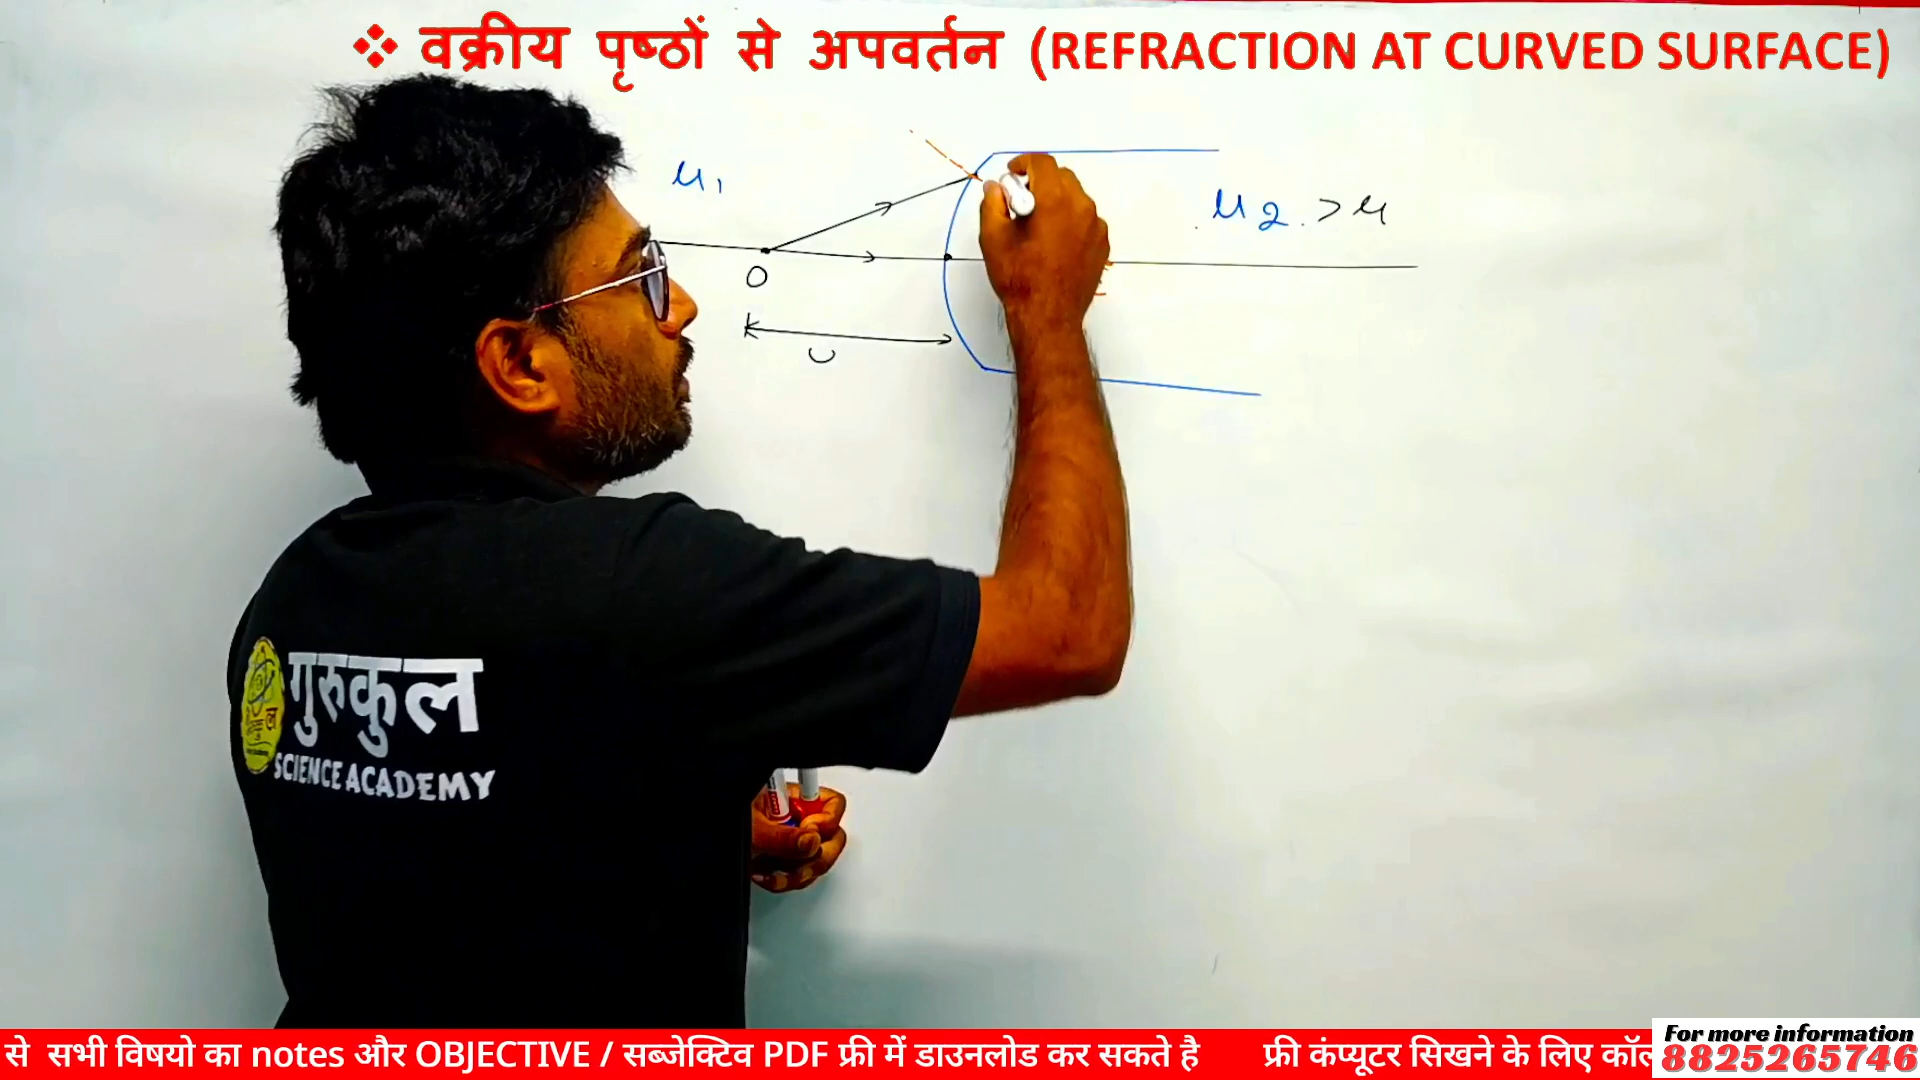 ❖ वक्रीय पृष्ठों से अपवर्तन (REFRACTION AT CURVED SURFACE)
μ₁
μ₂ > μ
O
u
गुरुकुल
SCIENCE ACADEMY
से सभी विषयो का notes और OBJECTIVE / सब्जेक्टिव PDF फ्री में डाउनलोड कर सकते है फ्री कंप्यूटर सिखने के लिए कॉल
For more information
8825265746